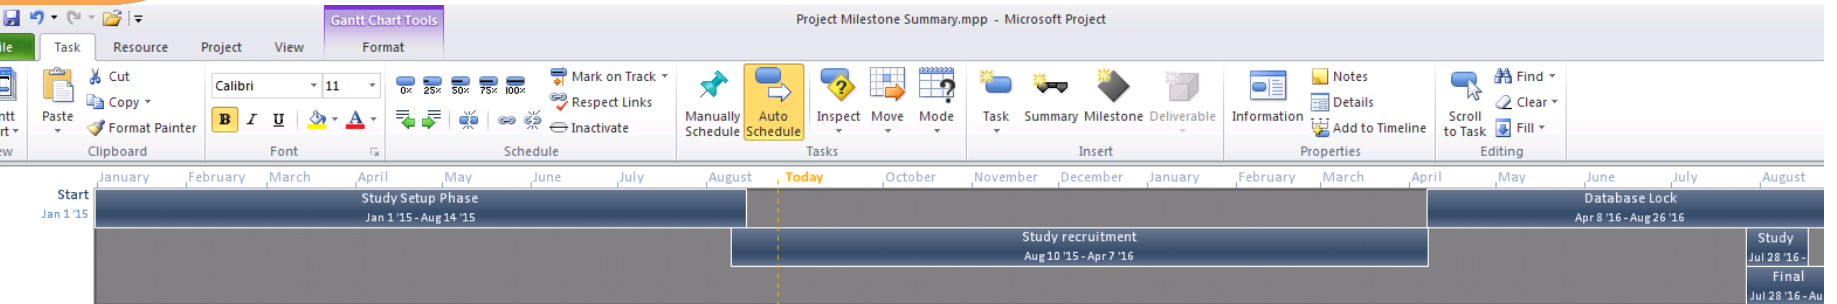 Gantt Chart Tools
Project Milestone Summary.mpp - Microsoft Project
Task Resource Project View Format
Cut
Copy
Format Painter
Paste
Clipboard
Calibri 11
B I U A
Font
0% 25% 50% 75% 100%
Mark on Track
Respect Links
Inactivate
Schedule
Manually Schedule
Auto Schedule
Inspect Move Mode
Tasks
Task Summary Milestone Deliverable
Insert
Information
Notes
Details
Add to Timeline
Properties
Scroll to Task
Find
Clear
Fill
Editing
January February March April May June July August Today October November December January February March April May June July August
Start
Jan 1 '15
Study Setup Phase
Jan 1 '15 - Aug 14 '15
Database Lock
Apr 8 '16 - Aug 26 '16
Study recruitment
Aug 10 '15 - Apr 7 '16
Study
Jul 28 '16 -
Final
Jul 28 '16 - Au